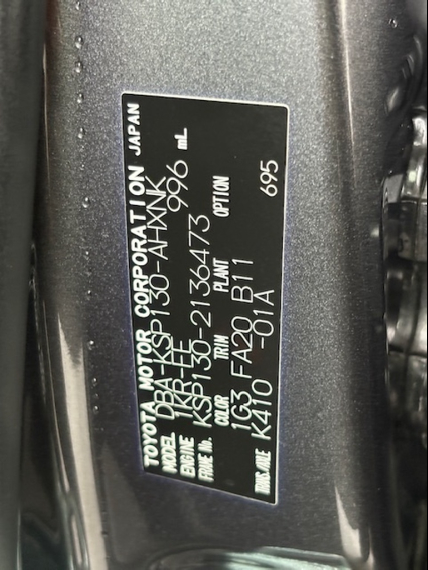 TOYOTA MOTOR CORPORATION JAPAN
MODEL DBA-KSP130-AHXNK
ENGINE 1KR-FE 996 mL
FRAME No. KSP130-2136473
COLOR TRIM PLANT OPTION
1G3 FA20 B11
TRANS./AXLE K410 -01A 695